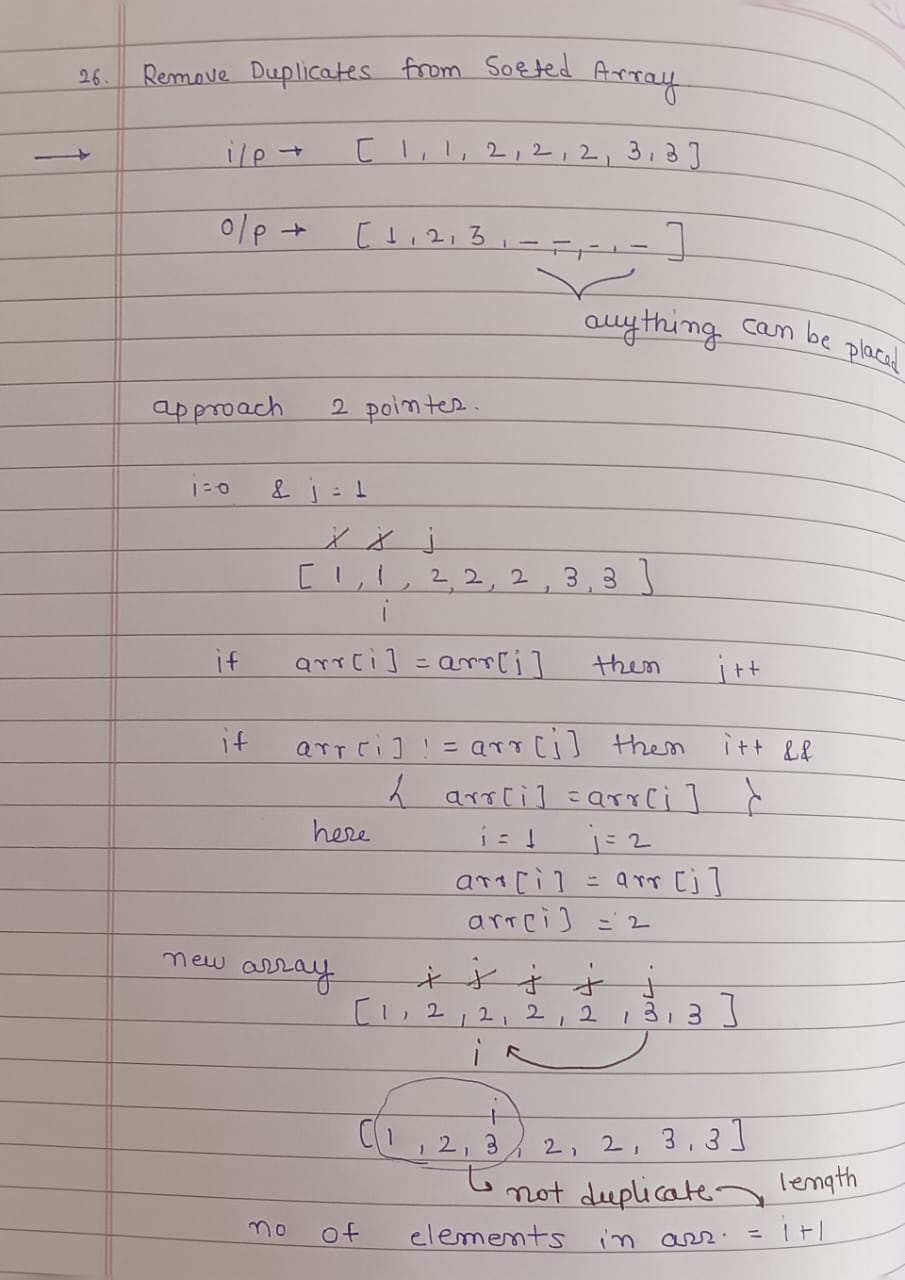 26. Remove Duplicates from Sorted Array
i/p → [ 1, 1, 2, 2, 2, 3, 3 ]
o/p → [ 1, 2, 3, –, –, –, – ]
anything can be placed
approach 2 pointer.
i=0 & j=1
i j j
[ 1, 1, 2, 2, 2, 3, 3 ]
i
if arr[i] = arr[j] then j++
if arr[i] != arr[j] then i++ &&
{ arr[i] = arr[j] }
here i=1 j=2
arr[i] = arr[j]
arr[i] = 2
new array
i j j j j
[ 1, 2, 2, 2, 2, 3, 3 ]
i
i
[ 1, 2, 3, 2, 2, 3, 3 ]
↳ not duplicate → length
no of elements in arr. = i+1